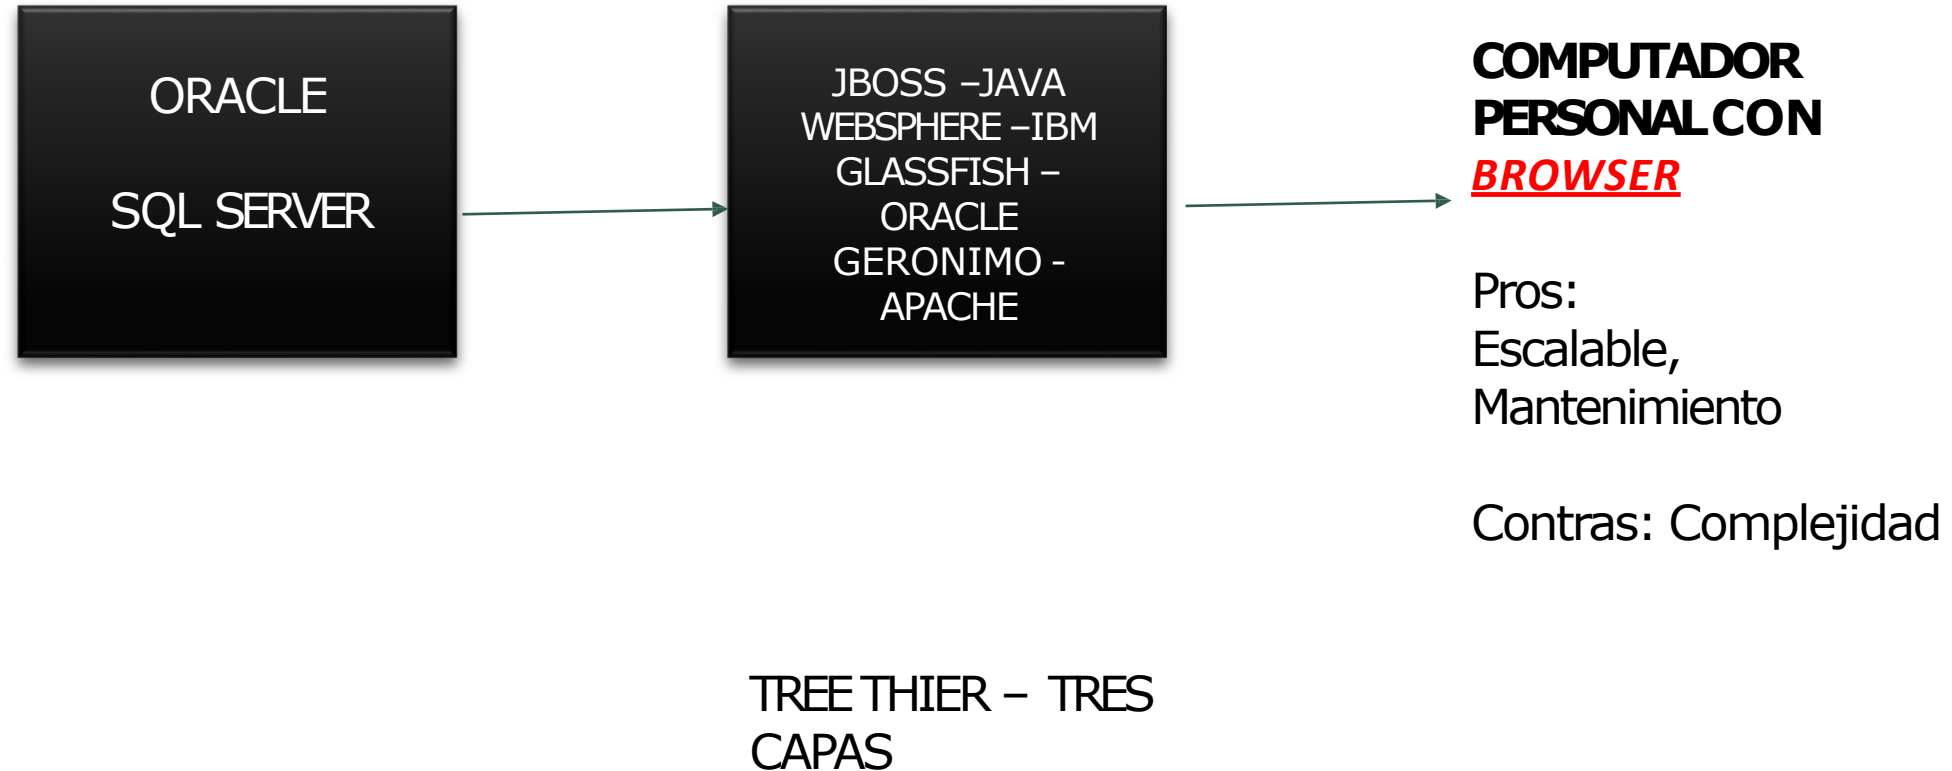 ORACLE
SQL SERVER
JBOSS –JAVA
WEBSPHERE –IBM
GLASSFISH –
ORACLE
GERONIMO -
APACHE
COMPUTADOR
PERSONAL CON
BROWSER
Pros:
Escalable,
Mantenimiento
Contras: Complejidad
TREE THIER – TRES
CAPAS